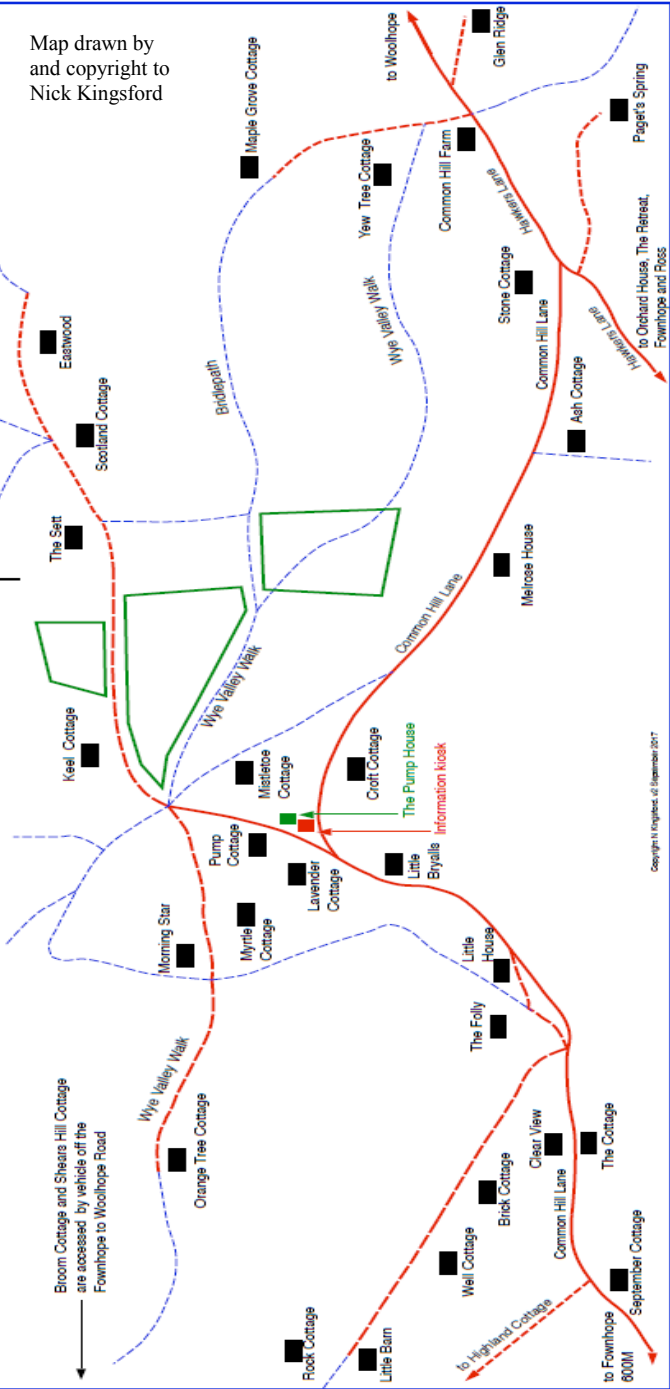 Map drawn by
and copyright to
Nick Kingsford
Broom Cottage and Shears Hill Cottage
are accessed by vehicle off the
Fownhope to Woolhope Road
Orange Tree Cottage
Wye Valley Walk
Morning Star
Keel Cottage
The Sett
Scotland Cottage
Eastwood
Rock Cottage
Little Barn
Myrtle
Cottage
Pump
Cottage
Lavender
Cottage
Mistletoe
Cottage
Wye Valley Walk
Bridlepath
Maple Grove Cottage
Yew Tree Cottage
Wye Valley Walk
to Woolhope
Well Cottage
Brick Cottage
The Folly
Little
House
Little
Bryalls
Croft Cottage
The Pump House
Information kiosk
Common Hill Lane
Melrose House
Ash Cottage
Common Hill Lane
Stone Cottage
Hawkers Lane
Common Hill Farm
Glen Ridge
to Highland Cottage
Common Hill Lane
Clear View
The Cottage
September Cottage
to Fownhope
600M
Hawkers Lane
to Orchard House, The Retreat,
Fownhope and Ross
Paget's Spring
Copyright N Kingsford. v2 September 2017